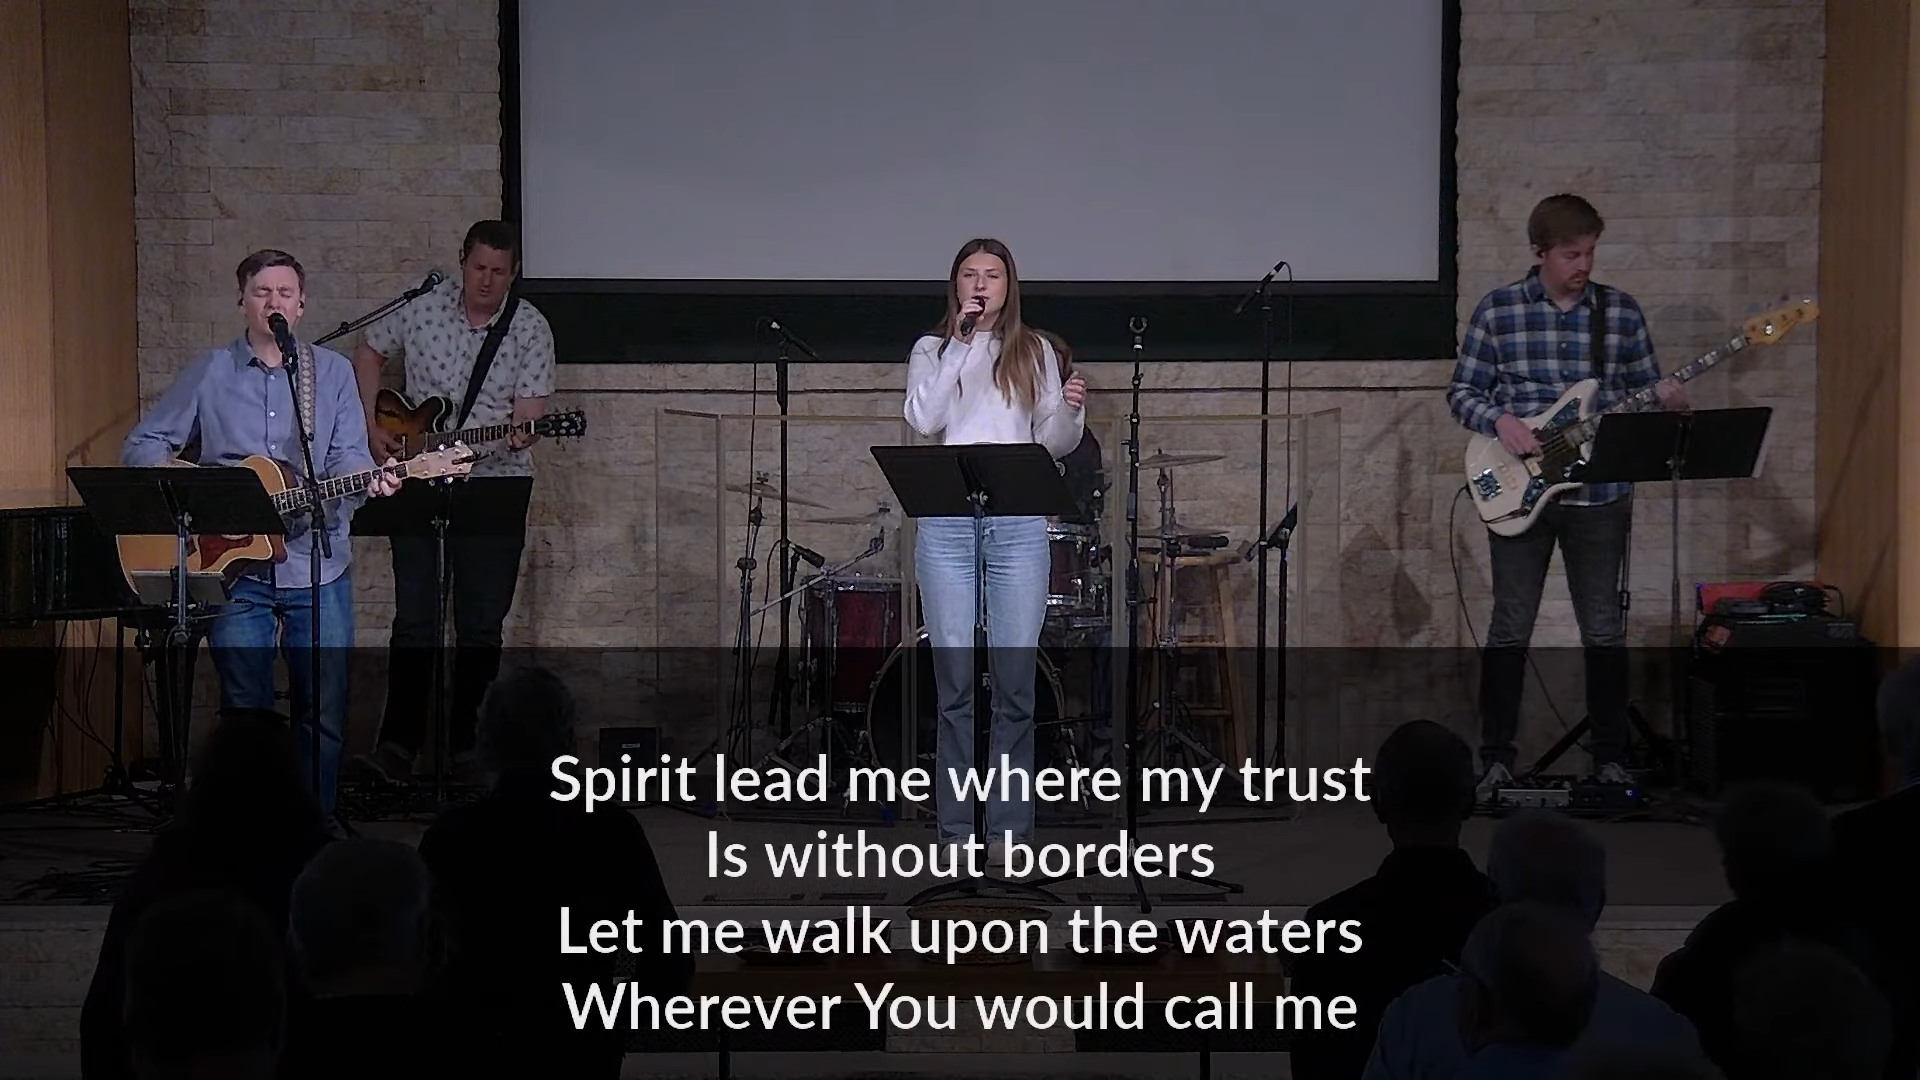 Spirit lead me where my trust
Is without borders
Let me walk upon the waters
Wherever You would call me